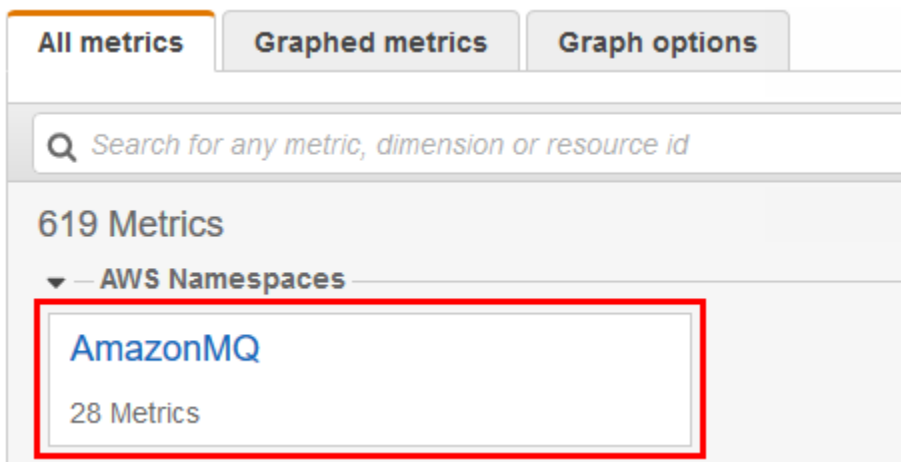 All metrics Graphed metrics Graph options
Search for any metric, dimension or resource id
619 Metrics
AWS Namespaces
AmazonMQ
28 Metrics